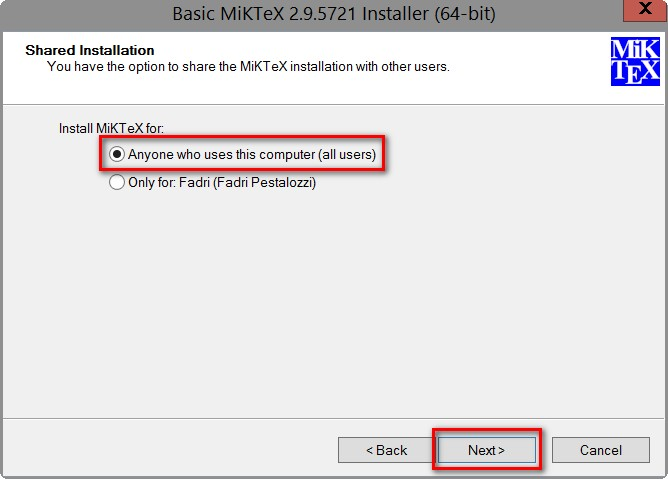 Basic MiKTeX 2.9.5721 Installer (64-bit)
X
Shared Installation
You have the option to share the MiKTeX installation with other users.
MiK
TEX
Install MiKTeX for:
Anyone who uses this computer (all users)
Only for: Fadri (Fadri Pestalozzi)
< Back
Next >
Cancel